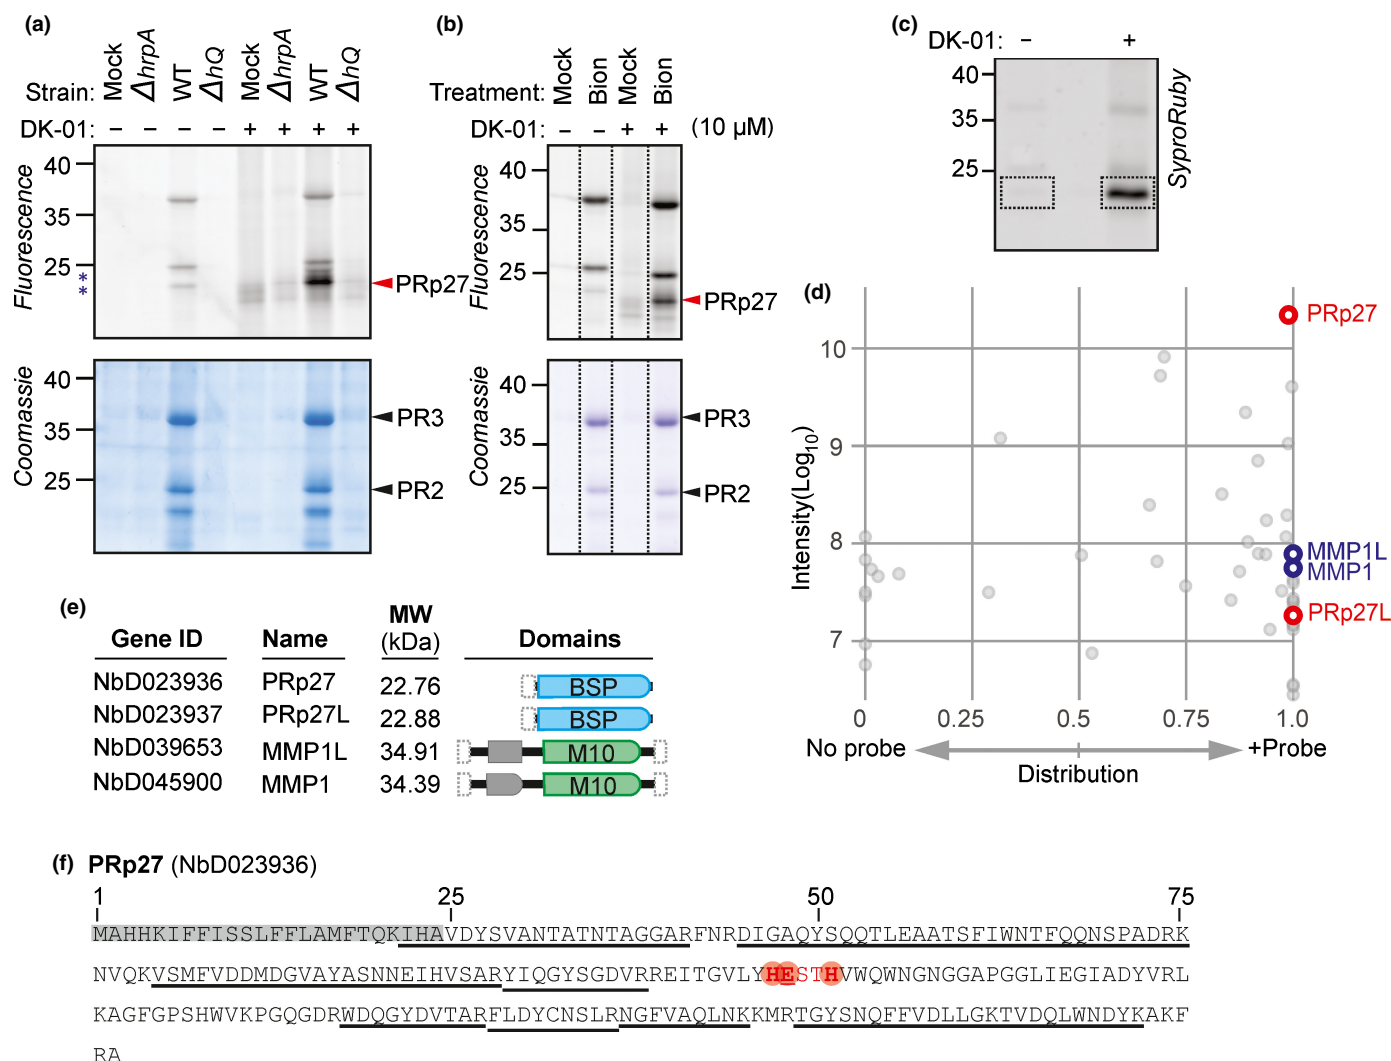 (a)
Strain: Mock ΔhrpA WT ΔhQ Mock ΔhrpA WT ΔhQ
DK-01: – – – – + + + +
Fluorescence
40
35
25
*
*
PRp27
Coomassie
40
35
25
PR3
PR2
(b)
Treatment: Mock Bion Mock Bion
DK-01: – – + + (10 µM)
Fluorescence
40
35
25
PRp27
Coomassie
40
35
25
PR3
PR2
(c)
DK-01: – +
40
35
25
SyproRuby
(d)
Intensity(Log10)
10
9
8
7
PRp27
MMP1L
MMP1
PRp27L
0 0.25 0.5 0.75 1.0
No probe +Probe
Distribution
(e)
Gene ID Name MW (kDa) Domains
NbD023936 PRp27 22.76 BSP
NbD023937 PRp27L 22.88 BSP
NbD039653 MMP1L 34.91 M10
NbD045900 MMP1 34.39 M10
(f) PRp27 (NbD023936)
1 25 50 75
MAHHKIFFISSLFFLAMFTQKIHAVDYSVANTATNTAGGARFNRDIGAQYSQQTLEAATSFIWNTFQQNSPADRK
NVQKVSMFVDDMDGVAYASNNEIHVSARYIQGYSGDVRREITGVLYHESTHVWQWNGNGGAPGGLIEGIADYVRL
KAGFGPSHWVKPGQGDRWDQGYDVTARFLDYCNSLRNGFVAQLNKKMRTGYSNQFFVDLLGKTVDQLWNDYKAKF
RA